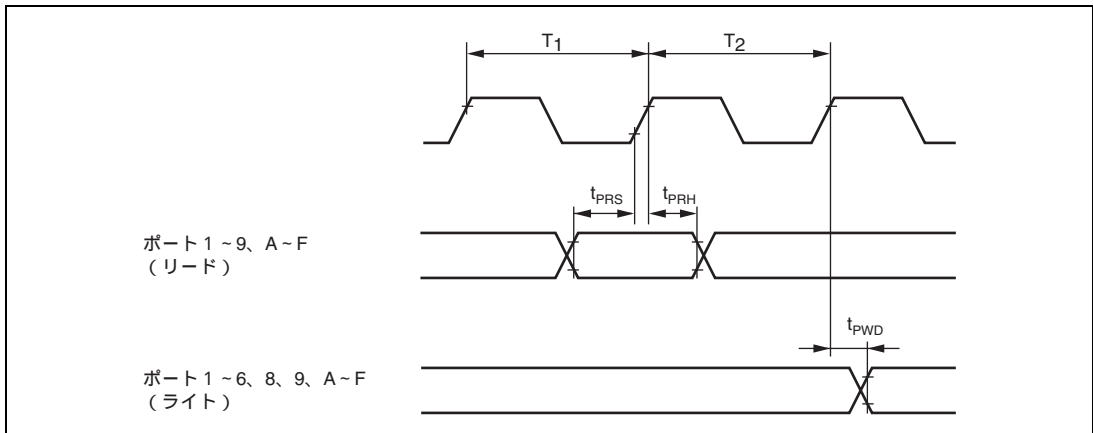 T1
T2
tPRS
tPRH
ポート 1 ~ 9、A ~ F
( リード )
tPWD
ポート 1 ~ 6、8、9、A ~ F
( ライト )